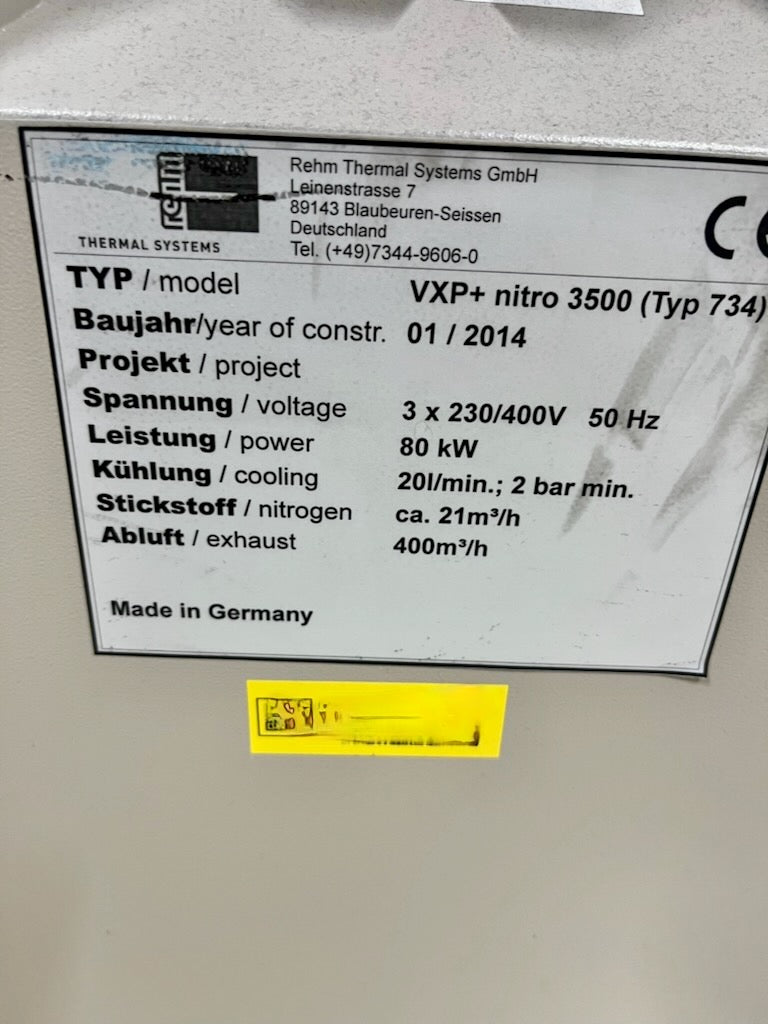 rehm
THERMAL SYSTEMS
Rehm Thermal Systems GmbH
Leinenstrasse 7
89143 Blaubeuren-Seissen
Deutschland
Tel. (+49)7344-9606-0
CE
TYP / model VXP+ nitro 3500 (Typ 734)
Baujahr/year of constr. 01 / 2014
Projekt / project
Spannung / voltage 3 x 230/400V 50 Hz
Leistung / power 80 kW
Kühlung / cooling 20l/min.; 2 bar min.
Stickstoff / nitrogen ca. 21m³/h
Abluft / exhaust 400m³/h
Made in Germany